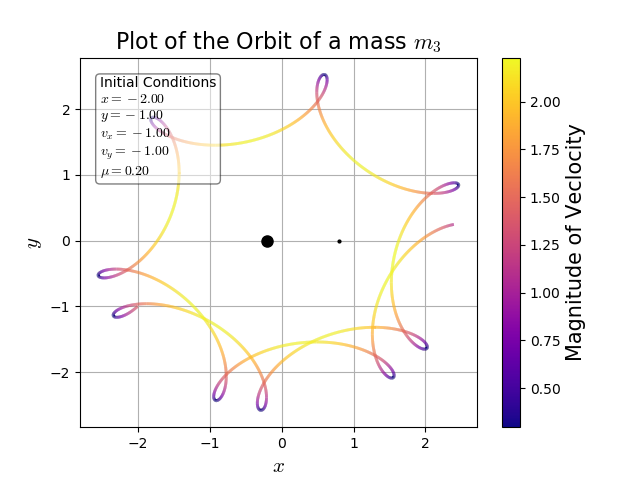 Plot of the Orbit of a mass m₃
Initial Conditions
x = −2.00
y = −1.00
vₓ = −1.00
v_y = −1.00
μ = 0.20
2
1
0
−1
−2
y
−2
−1
0
1
2
x
2.00
1.75
1.50
1.25
1.00
0.75
0.50
Magnitude of Veclocity